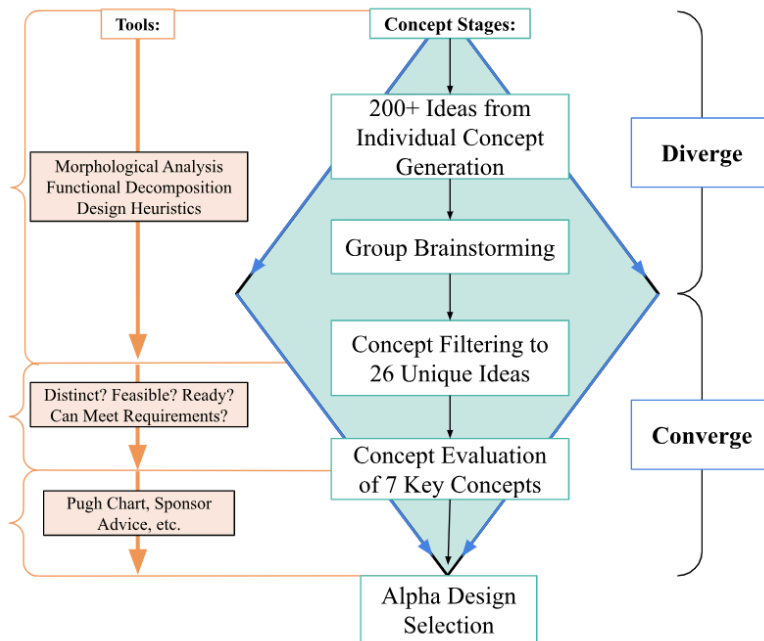 Tools:
Concept Stages:
200+ Ideas from
Individual Concept
Generation
Diverge
Morphological Analysis
Functional Decomposition
Design Heuristics
Group Brainstorming
Concept Filtering to
26 Unique Ideas
Distinct? Feasible? Ready?
Can Meet Requirements?
Converge
Concept Evaluation
of 7 Key Concepts
Pugh Chart, Sponsor
Advice, etc.
Alpha Design
Selection